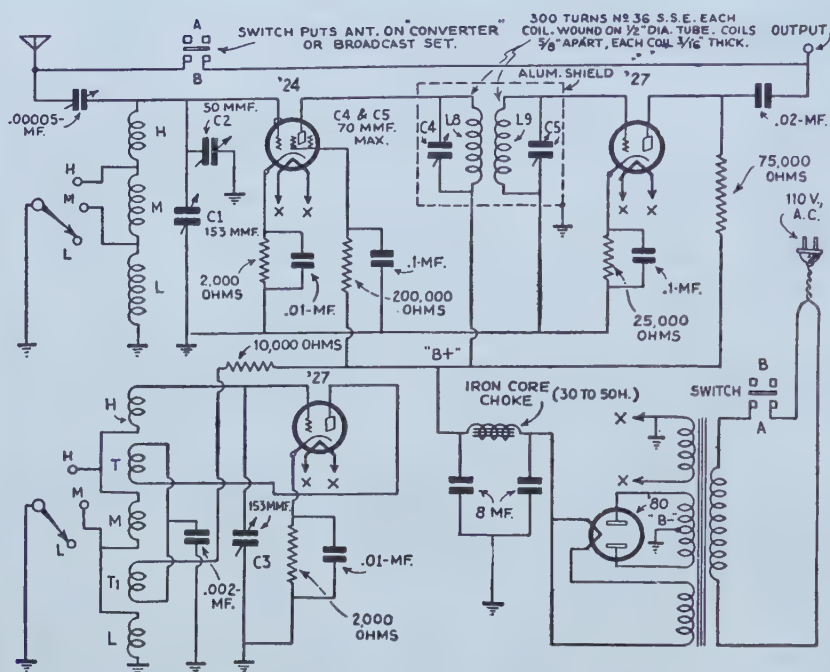 A
SWITCH PUTS ANT. ON "CONVERTER"
OR BROADCAST SET.
B
300 TURNS Nº 36 S.S.E. EACH
COIL. WOUND ON 1/2" DIA. TUBE. COILS
5/8" APART, EACH COIL 3/16" THICK.
OUTPUT
ALUM. SHIELD
'24
'27
.00005-
MF.
50 MMF.
C2
C4 & C5
70 MMF.
MAX.
C4
L8
L9
C5
.02-MF.
H
H
M
M
L
L
C1
153 MMF.
X X
X X
75,000
OHMS
110 V.,
A.C.
2,000
OHMS
.01-MF.
.1-MF.
200,000
OHMS
.1-MF.
25,000
OHMS
10,000 OHMS
"B+"
'27
H
T
H
M
M
L
T1
L
.002-
MF.
153 MMF.
C3
X X
.01-MF.
2,000
OHMS
IRON CORE
CHOKE
(30 TO 50H.)
8 MF.
X
X
'80
"B-"
B
SWITCH
A